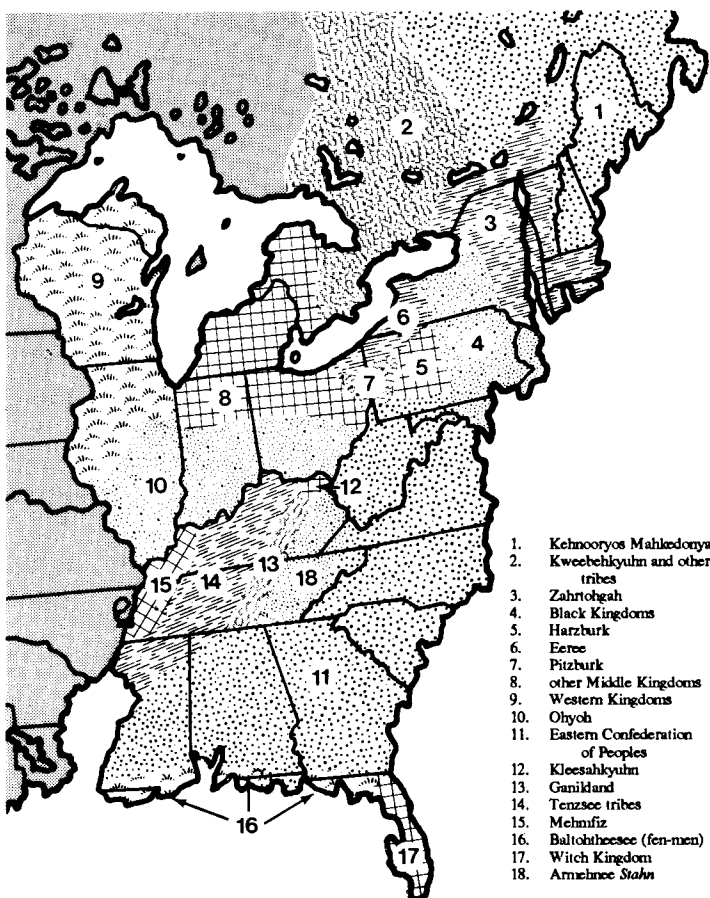 1
2
3
9
6
4
5
7
8
12
10
13
18
15
14
11
16
17
1. Kehnooryos Mahkedonya
2. Kweebehkyuhn and other
tribes
3. Zahrtohgah
4. Black Kingdoms
5. Harzburk
6. Eeree
7. Pitzburk
8. other Middle Kingdoms
9. Western Kingdoms
10. Ohyoh
11. Eastern Confederation
of Peoples
12. Kleesahkyuhn
13. Ganikland
14. Tenzsee tribes
15. Mehmfiz
16. Baltohtheesee (fen-men)
17. Witch Kingdom
18. Armehnee Stahn